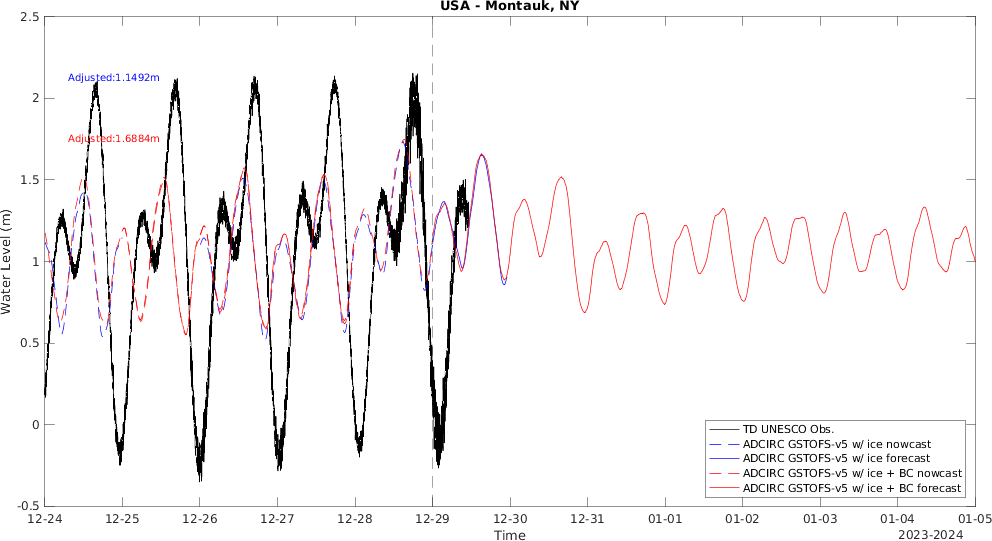 USA - Montauk, NY
2.5
2
1.5
1
0.5
0
-0.5
Water Level (m)
Adjusted:1.1492m
Adjusted:1.6884m
TD UNESCO Obs.
ADCIRC GSTOFS-v5 w/ ice nowcast
ADCIRC GSTOFS-v5 w/ ice forecast
ADCIRC GSTOFS-v5 w/ ice + BC nowcast
ADCIRC GSTOFS-v5 w/ ice + BC forecast
12-24 12-25 12-26 12-27 12-28 12-29 12-30 12-31 01-01 01-02 01-03 01-04 01-05
Time
2023-2024